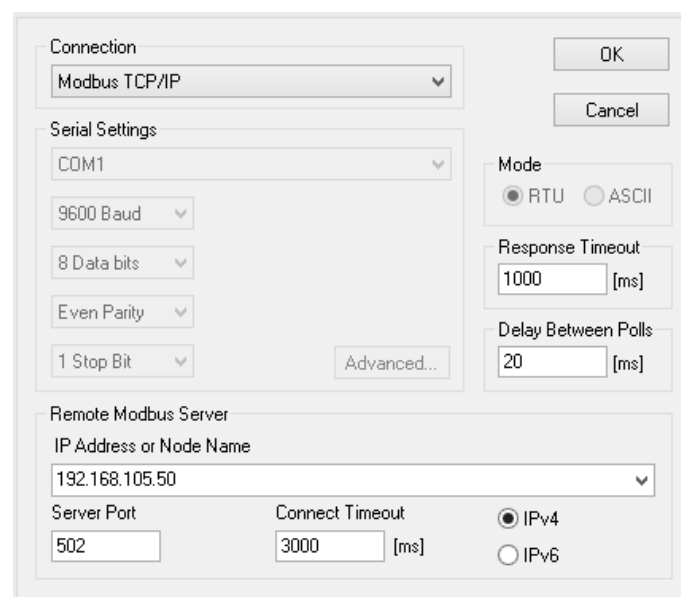 Connection
OK
Modbus TCP/IP
Cancel
Serial Settings
COM1
Mode
RTU ASCII
9600 Baud
Response Timeout
8 Data bits
1000 [ms]
Even Parity
Delay Between Polls
1 Stop Bit
Advanced...
20 [ms]
Remote Modbus Server
IP Address or Node Name
192.168.105.50
Server Port
Connect Timeout
IPv4
502
3000 [ms]
IPv6